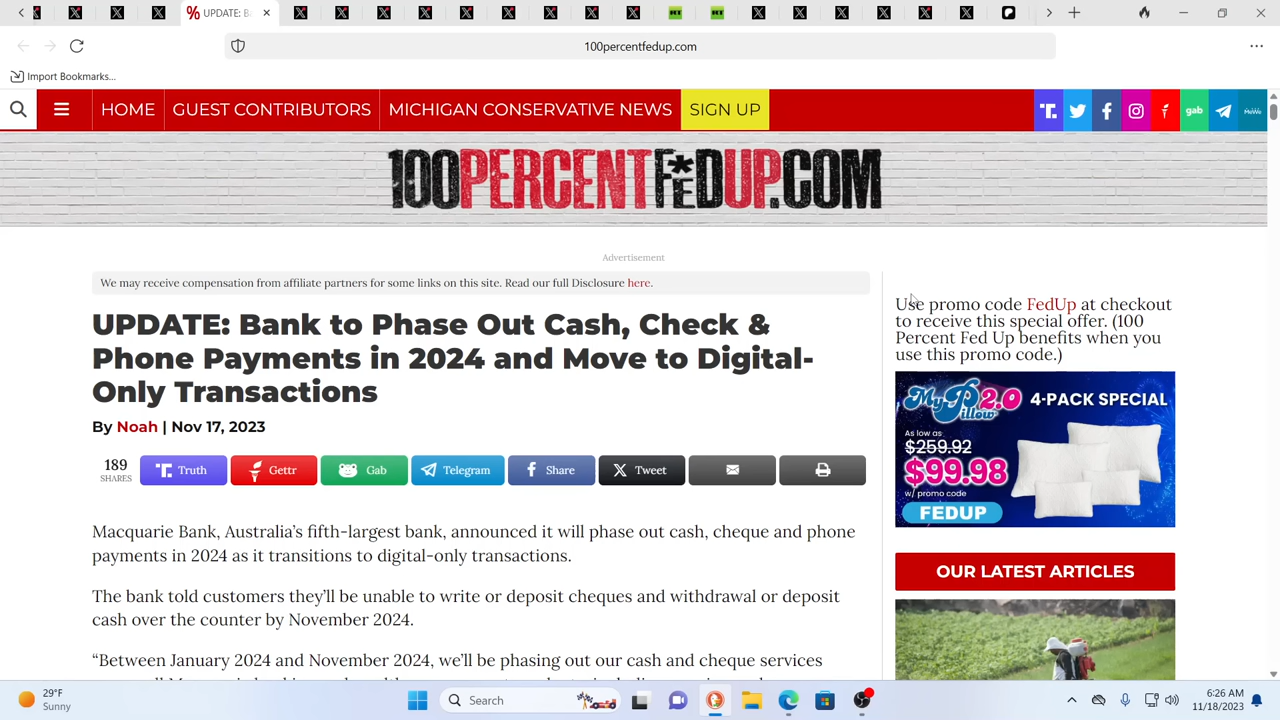 UPDATE: B
100percentfedup.com
Import Bookmarks...
HOME
GUEST CONTRIBUTORS
MICHIGAN CONSERVATIVE NEWS
SIGN UP
T.
gab
MeWe
100PERCENTF*EDUP.COM
Advertisement
We may receive compensation from affiliate partners for some links on this site. Read our full Disclosure here.
UPDATE: Bank to Phase Out Cash, Check &
Phone Payments in 2024 and Move to Digital-
Only Transactions
By Noah | Nov 17, 2023
189
SHARES
Truth
Gettr
Gab
Telegram
Share
Tweet
Macquarie Bank, Australia’s fifth-largest bank, announced it will phase out cash, cheque and phone
payments in 2024 as it transitions to digital-only transactions.
The bank told customers they’ll be unable to write or deposit cheques and withdrawal or deposit
cash over the counter by November 2024.
“Between January 2024 and November 2024, we’ll be phasing out our cash and cheque services
Use promo code FedUp at checkout
to receive this special offer. (100
Percent Fed Up benefits when you
use this promo code.)
MyPillow 2.0
4-PACK SPECIAL
As low as
$259.92
$99.98
w/ promo code
FEDUP
OUR LATEST ARTICLES
29°F
Sunny
Search
6:26 AM
11/18/2023